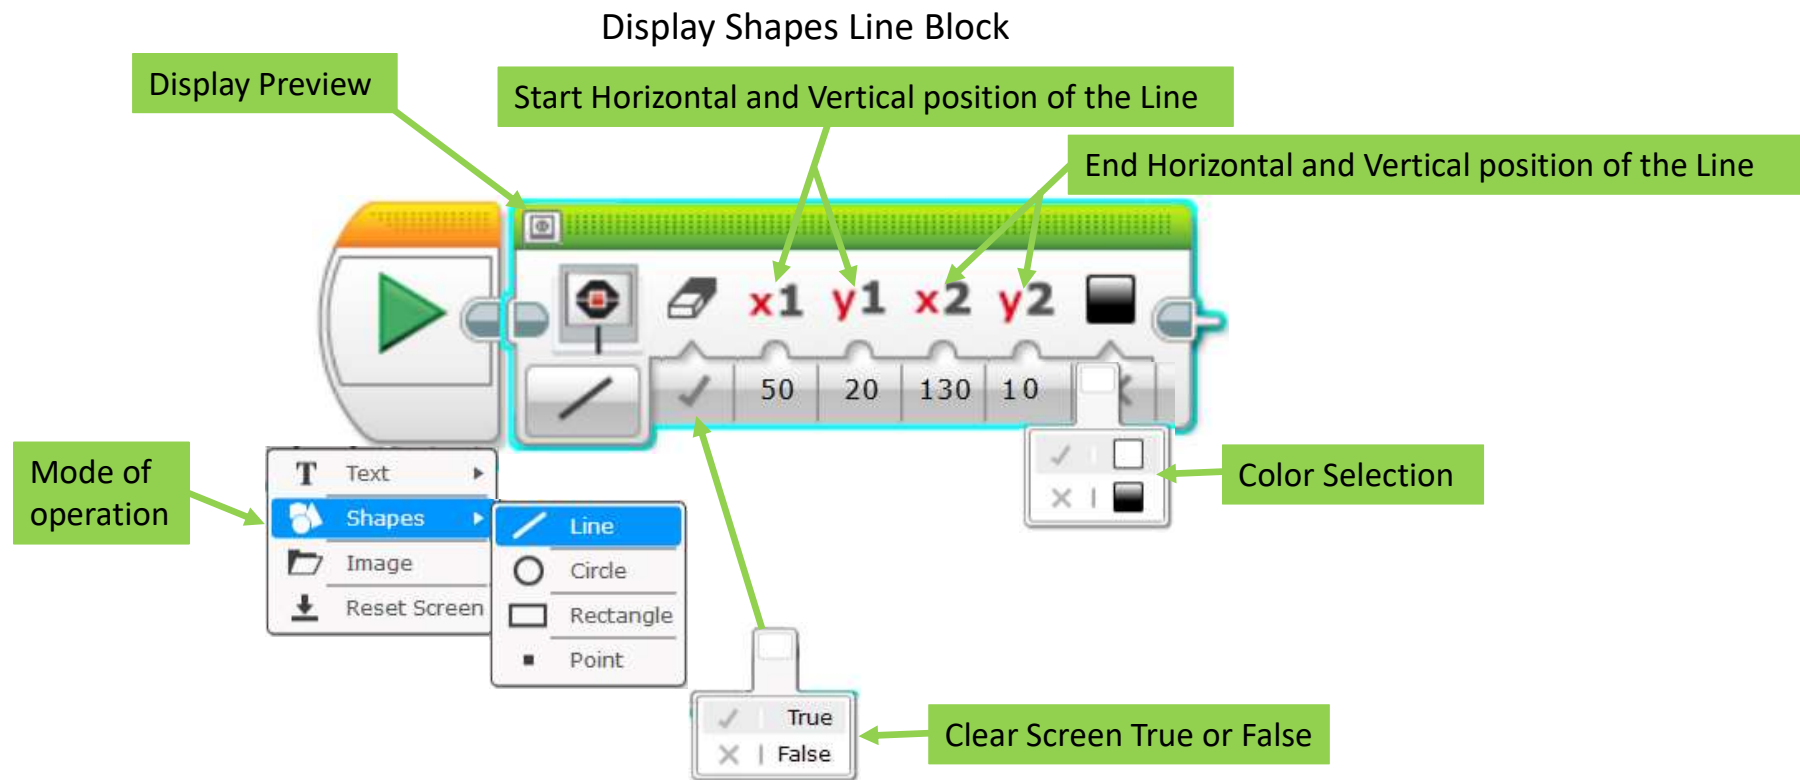 Display Shapes Line Block
Display Preview
Start Horizontal and Vertical position of the Line
End Horizontal and Vertical position of the Line
x1 y1 x2 y2
50 20 130 10
Mode of
operation
T Text
Shapes
Image
Reset Screen
Line
Circle
Rectangle
Point
Color Selection
True
False
Clear Screen True or False